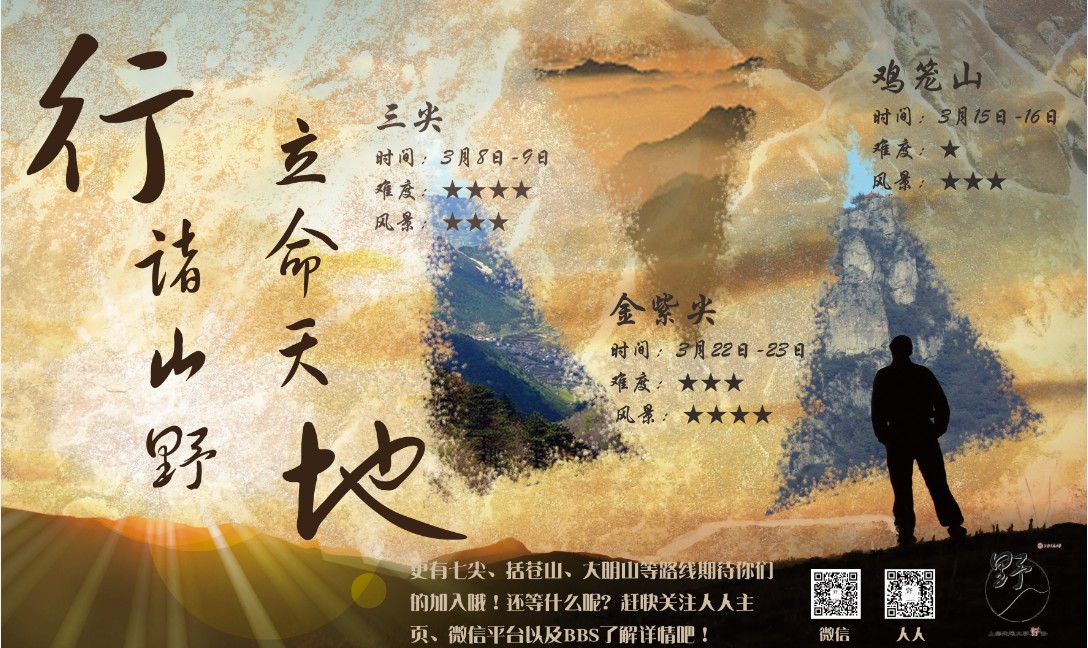 行诸山野
立命天地
三尖
时间：3月8日-9日
难度：★★★★
风景：★★★
鸡笼山
时间：3月15日-16日
难度：★
风景：★★★
金紫尖
时间：3月22日-23日
难度：★★★
风景：★★★★
更有七尖、括苍山、大明山等路线期待你们
的加入哦！还等什么呢？赶快关注人人主
页、微信平台以及BBS了解详情吧！
微信
人人
野人